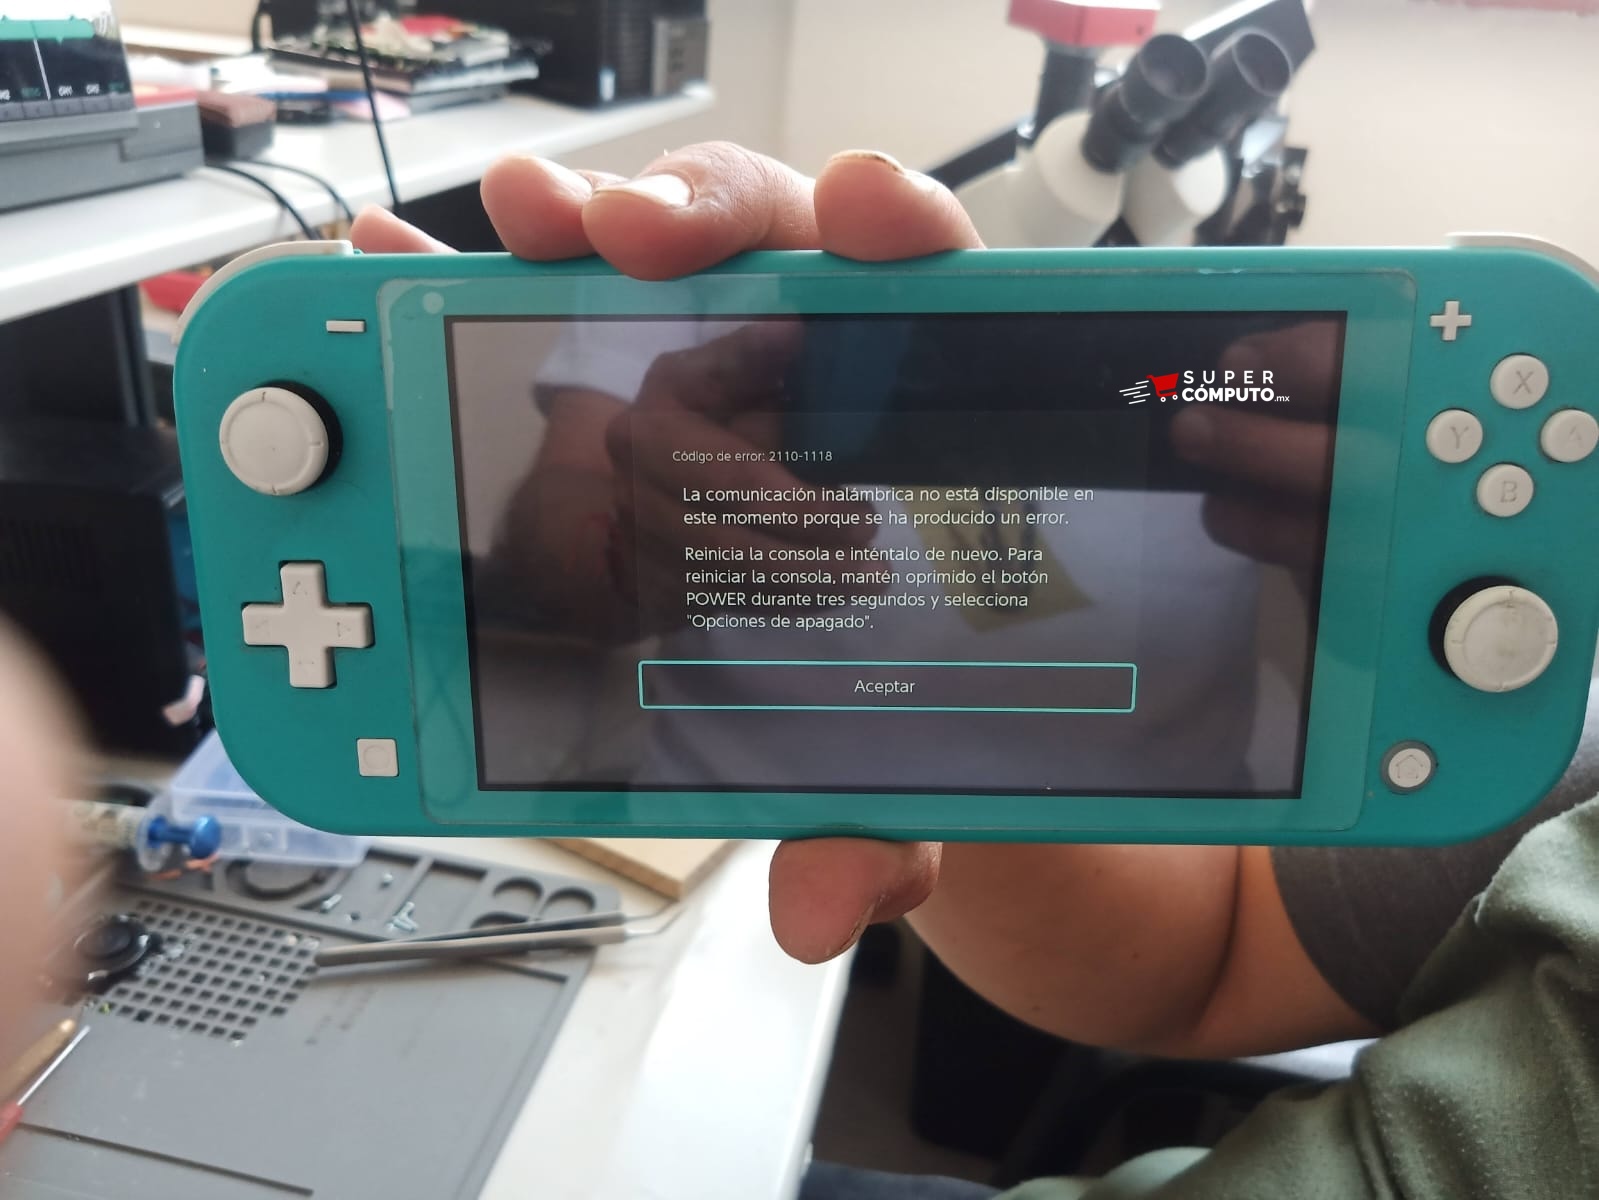 SÚPER
CÓMPUTO.mx
Código de error: 2110-1118
La comunicación inalámbrica no está disponible en
este momento porque se ha producido un error.
Reinicia la consola e inténtalo de nuevo. Para
reiniciar la consola, mantén oprimido el botón
POWER durante tres segundos y selecciona
"Opciones de apagado".
Aceptar
X
Y
A
B